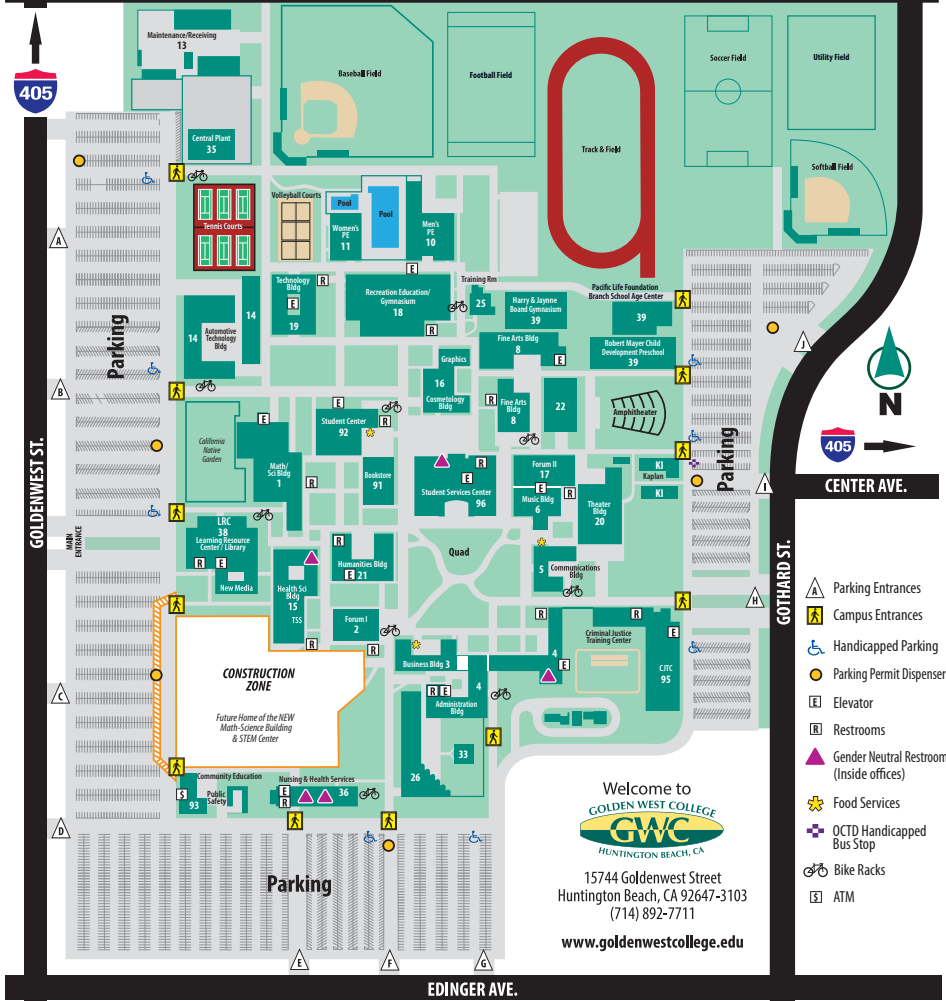 Maintenance/Receiving
13
405
Baseball Field
Football Field
Soccer Field
Utility Field
Central Plant
35
Track & Field
Softball Field
Tennis Courts
Volleyball Courts
Pool
Pool
Women's
PE
11
Men's
PE
10
A
Technology
Bldg
E
19
R
E
Recreation Education/
Gymnasium
18
R
Training Rm
25
Harry & Jaynne
Board Gymnasium
39
Pacific Life Foundation
Branch School Age Center
39
Robert Mayer Child
Development Preschool
39
J
14
14
Automotive
Technology
Bldg
Parking
B
Fine Arts Bldg
8
E
Graphics
16
Cosmetology
Bldg
R
Fine Arts
Bldg
8
22
Amphitheater
N
405
California
Native
Garden
E
Math/
Sci Bldg
1
R
E
Student Center
92
R
Bookstore
91
R
E
Student Services Center
96
Forum II
17
E
Music Bldg
6
R
Theater
Bldg
20
KI
Kaplan
KI
Parking
I
CENTER AVE.
GOLDENWEST ST.
MAIN
ENTRANCE
LRC
38
Learning Resource
Center / Library
R
E
New Media
Health Sci
Bldg
15
TSS
R
R
Humanities Bldg
E
21
Forum I
2
R
Quad
5
Communications
Bldg
H
GOTHARD ST.
R
R
Criminal Justice
Training Center
E
4
E
CJTC
95
Business Bldg 3
R
E
4
Administration
Bldg
33
26
C
CONSTRUCTION
ZONE
Future Home of the NEW
Math-Science Building
& STEM Center
Community Education
S
93
Public
Safety
Nursing & Health Services
E
R
36
D
Parking
E
F
G
EDINGER AVE.
Welcome to
GOLDEN WEST COLLEGE
GWC
HUNTINGTON BEACH, CA
15744 Goldenwest Street
Huntington Beach, CA 92647-3103
(714) 892-7711
www.goldenwestcollege.edu
A Parking Entrances
Campus Entrances
Handicapped Parking
Parking Permit Dispenser
E Elevator
R Restrooms
Gender Neutral Restroom
(Inside offices)
Food Services
OCTD Handicapped
Bus Stop
Bike Racks
S ATM